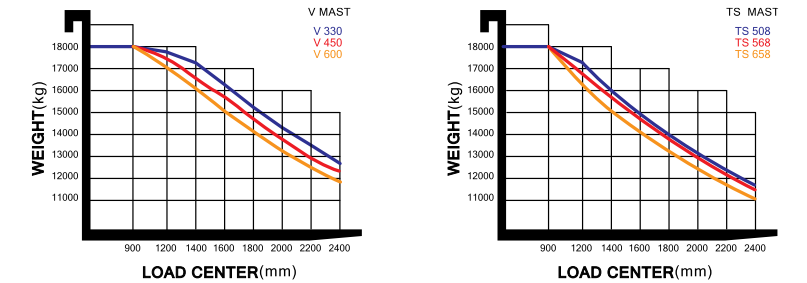 V MAST
V 330
V 450
V 600
18000
17000
16000
15000
14000
13000
12000
11000
WEIGHT(kg)
900 1200 1400 1600 1800 2000 2200 2400
LOAD CENTER(mm)
TS MAST
TS 508
TS 568
TS 658
18000
17000
16000
15000
14000
13000
12000
11000
WEIGHT(kg)
900 1200 1400 1600 1800 2000 2200 2400
LOAD CENTER(mm)